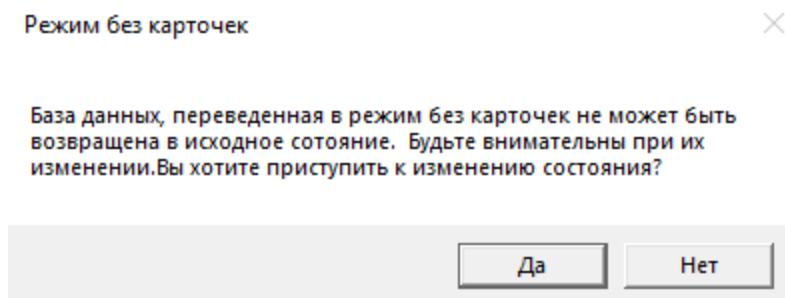 Режим без карточек
База данных, переведенная в режим без карточек не может быть
возвращена в исходное сотояние.  Будьте внимательны при их
изменении.Вы хотите приступить к изменению состояния?
Да
Нет